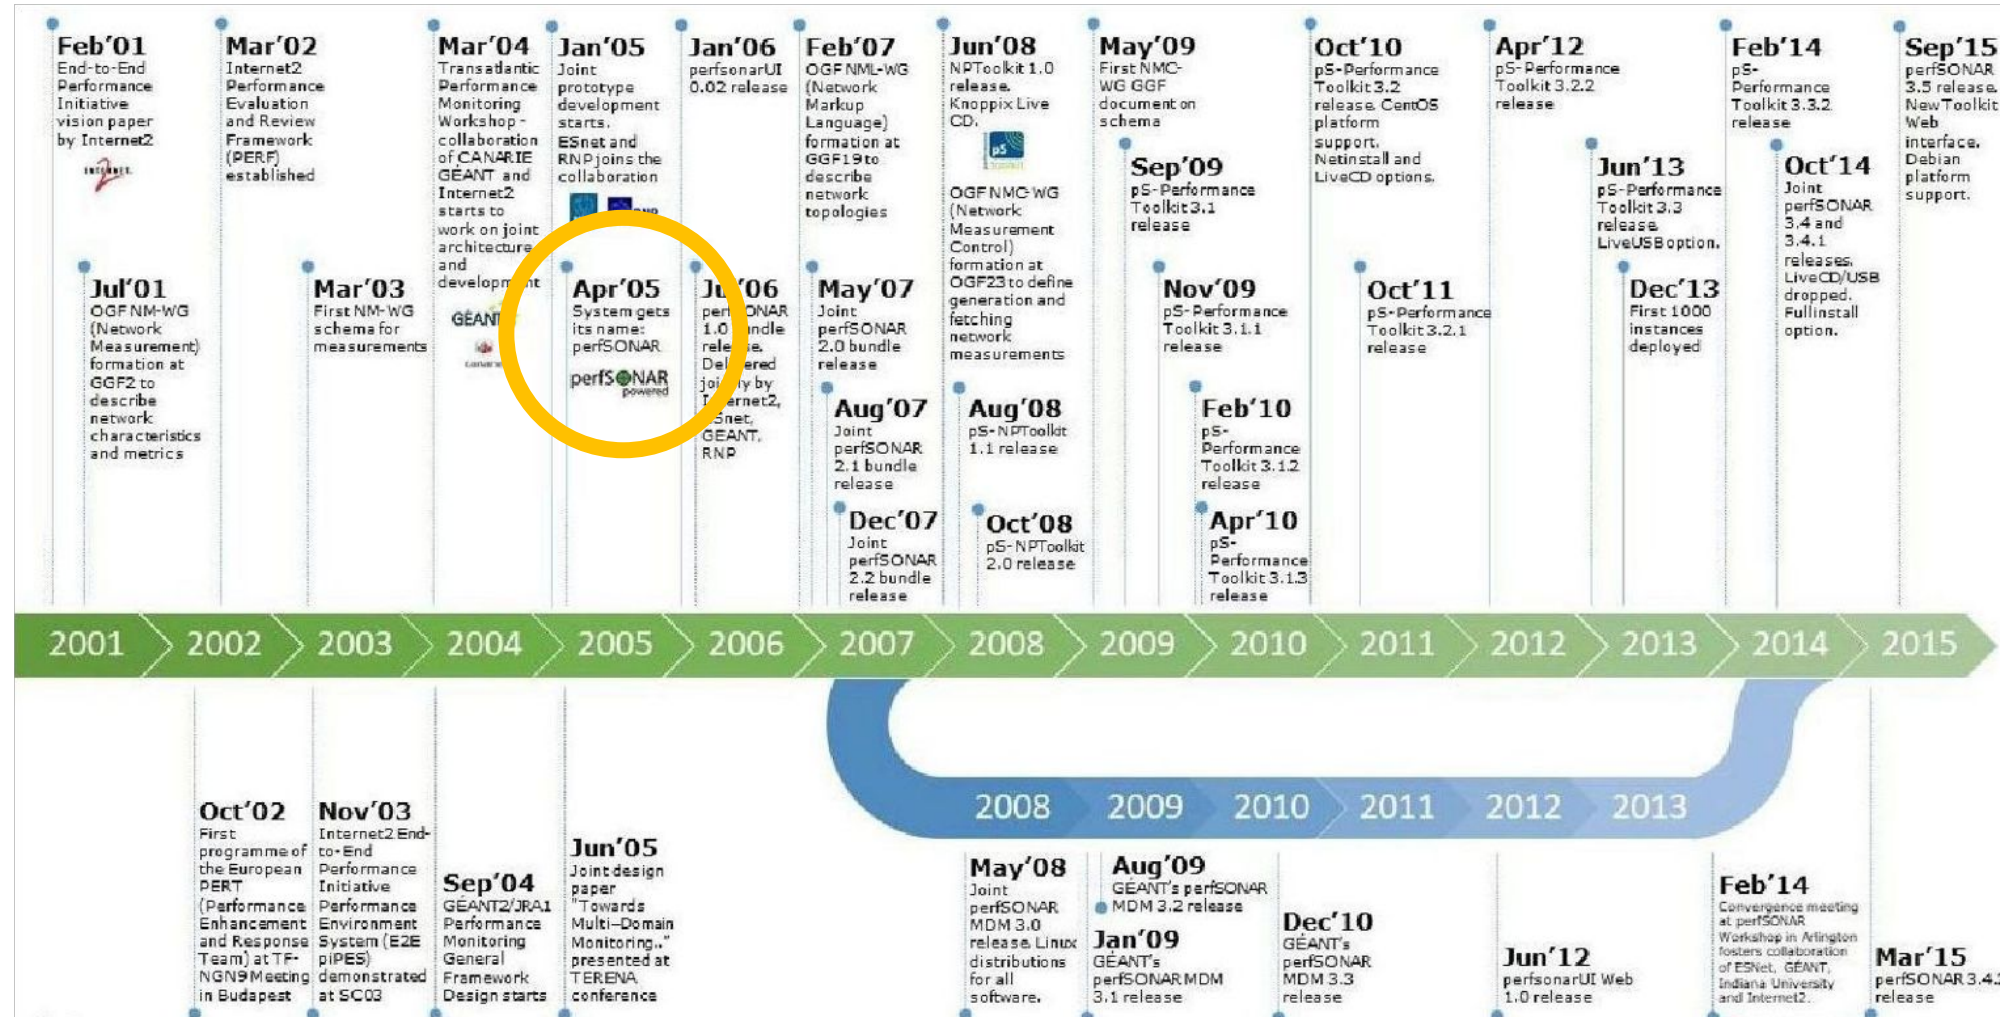 Feb'01
End-to-End
Performance
Initiative
vision paper
by Internet2
Mar'02
Internet2
Performance
Evaluation
and Review
Framework
(PERF)
established
Mar'04
Transatlantic
Performance
Monitoring
Workshop -
collaboration
of CANARIE
GÉANT and
Internet2
starts to
work on joint
architecture
and
development
GÉANT
Jan'05
Joint
prototype
development
starts.
ESnet and
RNP joins the
collaboration
Jan'06
perfsonarUI
0.02 release
Feb'07
OGF NML-WG
(Network
Markup
Language)
formation at
GGF19 to
describe
network
topologies
Jun'08
NPToolkit 1.0
release.
Knoppix Live
CD.
pS
OGF NMC-WG
(Network
Measurement
Control)
formation at
OGF23 to define
generation and
fetching
network
measurements
May'09
First NMC-
WG GGF
document on
schema
Oct'10
pS-Performance
Toolkit 3.2
release. CentOS
platform
support.
Netinstall and
LiveCD options.
Apr'12
pS-Performance
Toolkit 3.2.2
release
Feb'14
pS-
Performance
Toolkit 3.3.2
release
Sep'15
perfSONAR
3.5 release.
New Toolkit
Web
interface.
Debian
platform
support.
Sep'09
pS-Performance
Toolkit 3.1
release
Jun'13
pS-Performance
Toolkit 3.3
release.
LiveUSB option.
Oct'14
Joint
perfSONAR
3.4 and
3.4.1
releases.
LiveCD/USB
dropped.
Fullinstall
option.
Jul'01
OGF NM-WG
(Network
Measurement)
formation at
GGF2 to
describe
network
characteristics
and metrics
Mar'03
First NM-WG
schema for
measurements
Apr'05
System gets
its name:
perfSONAR
perfSONAR
powered
Jul'06
perfSONAR
1.0 bundle
release.
Delivered
jointly by
Internet2,
ESnet,
GEANT,
RNP
May'07
Joint
perfSONAR
2.0 bundle
release
Nov'09
pS-Performance
Toolkit 3.1.1
release
Oct'11
pS-Performance
Toolkit 3.2.1
release
Dec'13
First 1000
instances
deployed
Aug'07
Joint
perfSONAR
2.1 bundle
release
Aug'08
pS-NPToolkit
1.1 release
Feb'10
pS-
Performance
Toolkit 3.1.2
release
Dec'07
Joint
perfSONAR
2.2 bundle
release
Oct'08
pS-NPToolkit
2.0 release
Apr'10
pS-
Performance
Toolkit 3.1.3
release
2001 2002 2003 2004 2005 2006 2007 2008 2009 2010 2011 2012 2013 2014 2015
2008 2009 2010 2011 2012 2013
Oct'02
First
programme of
the European
PERT
(Performance
Enhancement
and Response
Team) at TF-
NGN9 Meeting
in Budapest
Nov'03
Internet2 End-
to-End
Performance
Initiative
Performance
Environment
System (E2E
piPES)
demonstrated
at SC03
Sep'04
GÉANT2/JRA1
Performance
Monitoring
General
Framework
Design starts
Jun'05
Joint design
paper
"Towards
Multi-Domain
Monitoring.."
presented at
TERENA
conference
May'08
Joint
perfSONAR
MDM 3.0
release. Linux
distributions
for all
software.
Aug'09
GÉANT's perfSONAR
MDM 3.2 release
Jan'09
GÉANT's
perfSONAR MDM
3.1 release
Dec'10
GÉANT's
perfSONAR
MDM 3.3
release
Jun'12
perfsonarUI Web
1.0 release
Feb'14
Convergence meeting
at perfSONAR
Workshop in Arlington
fosters collaboration
of ESNet, GÉANT,
Indiana University
and Internet2.
Mar'15
perfSONAR 3.4.
release